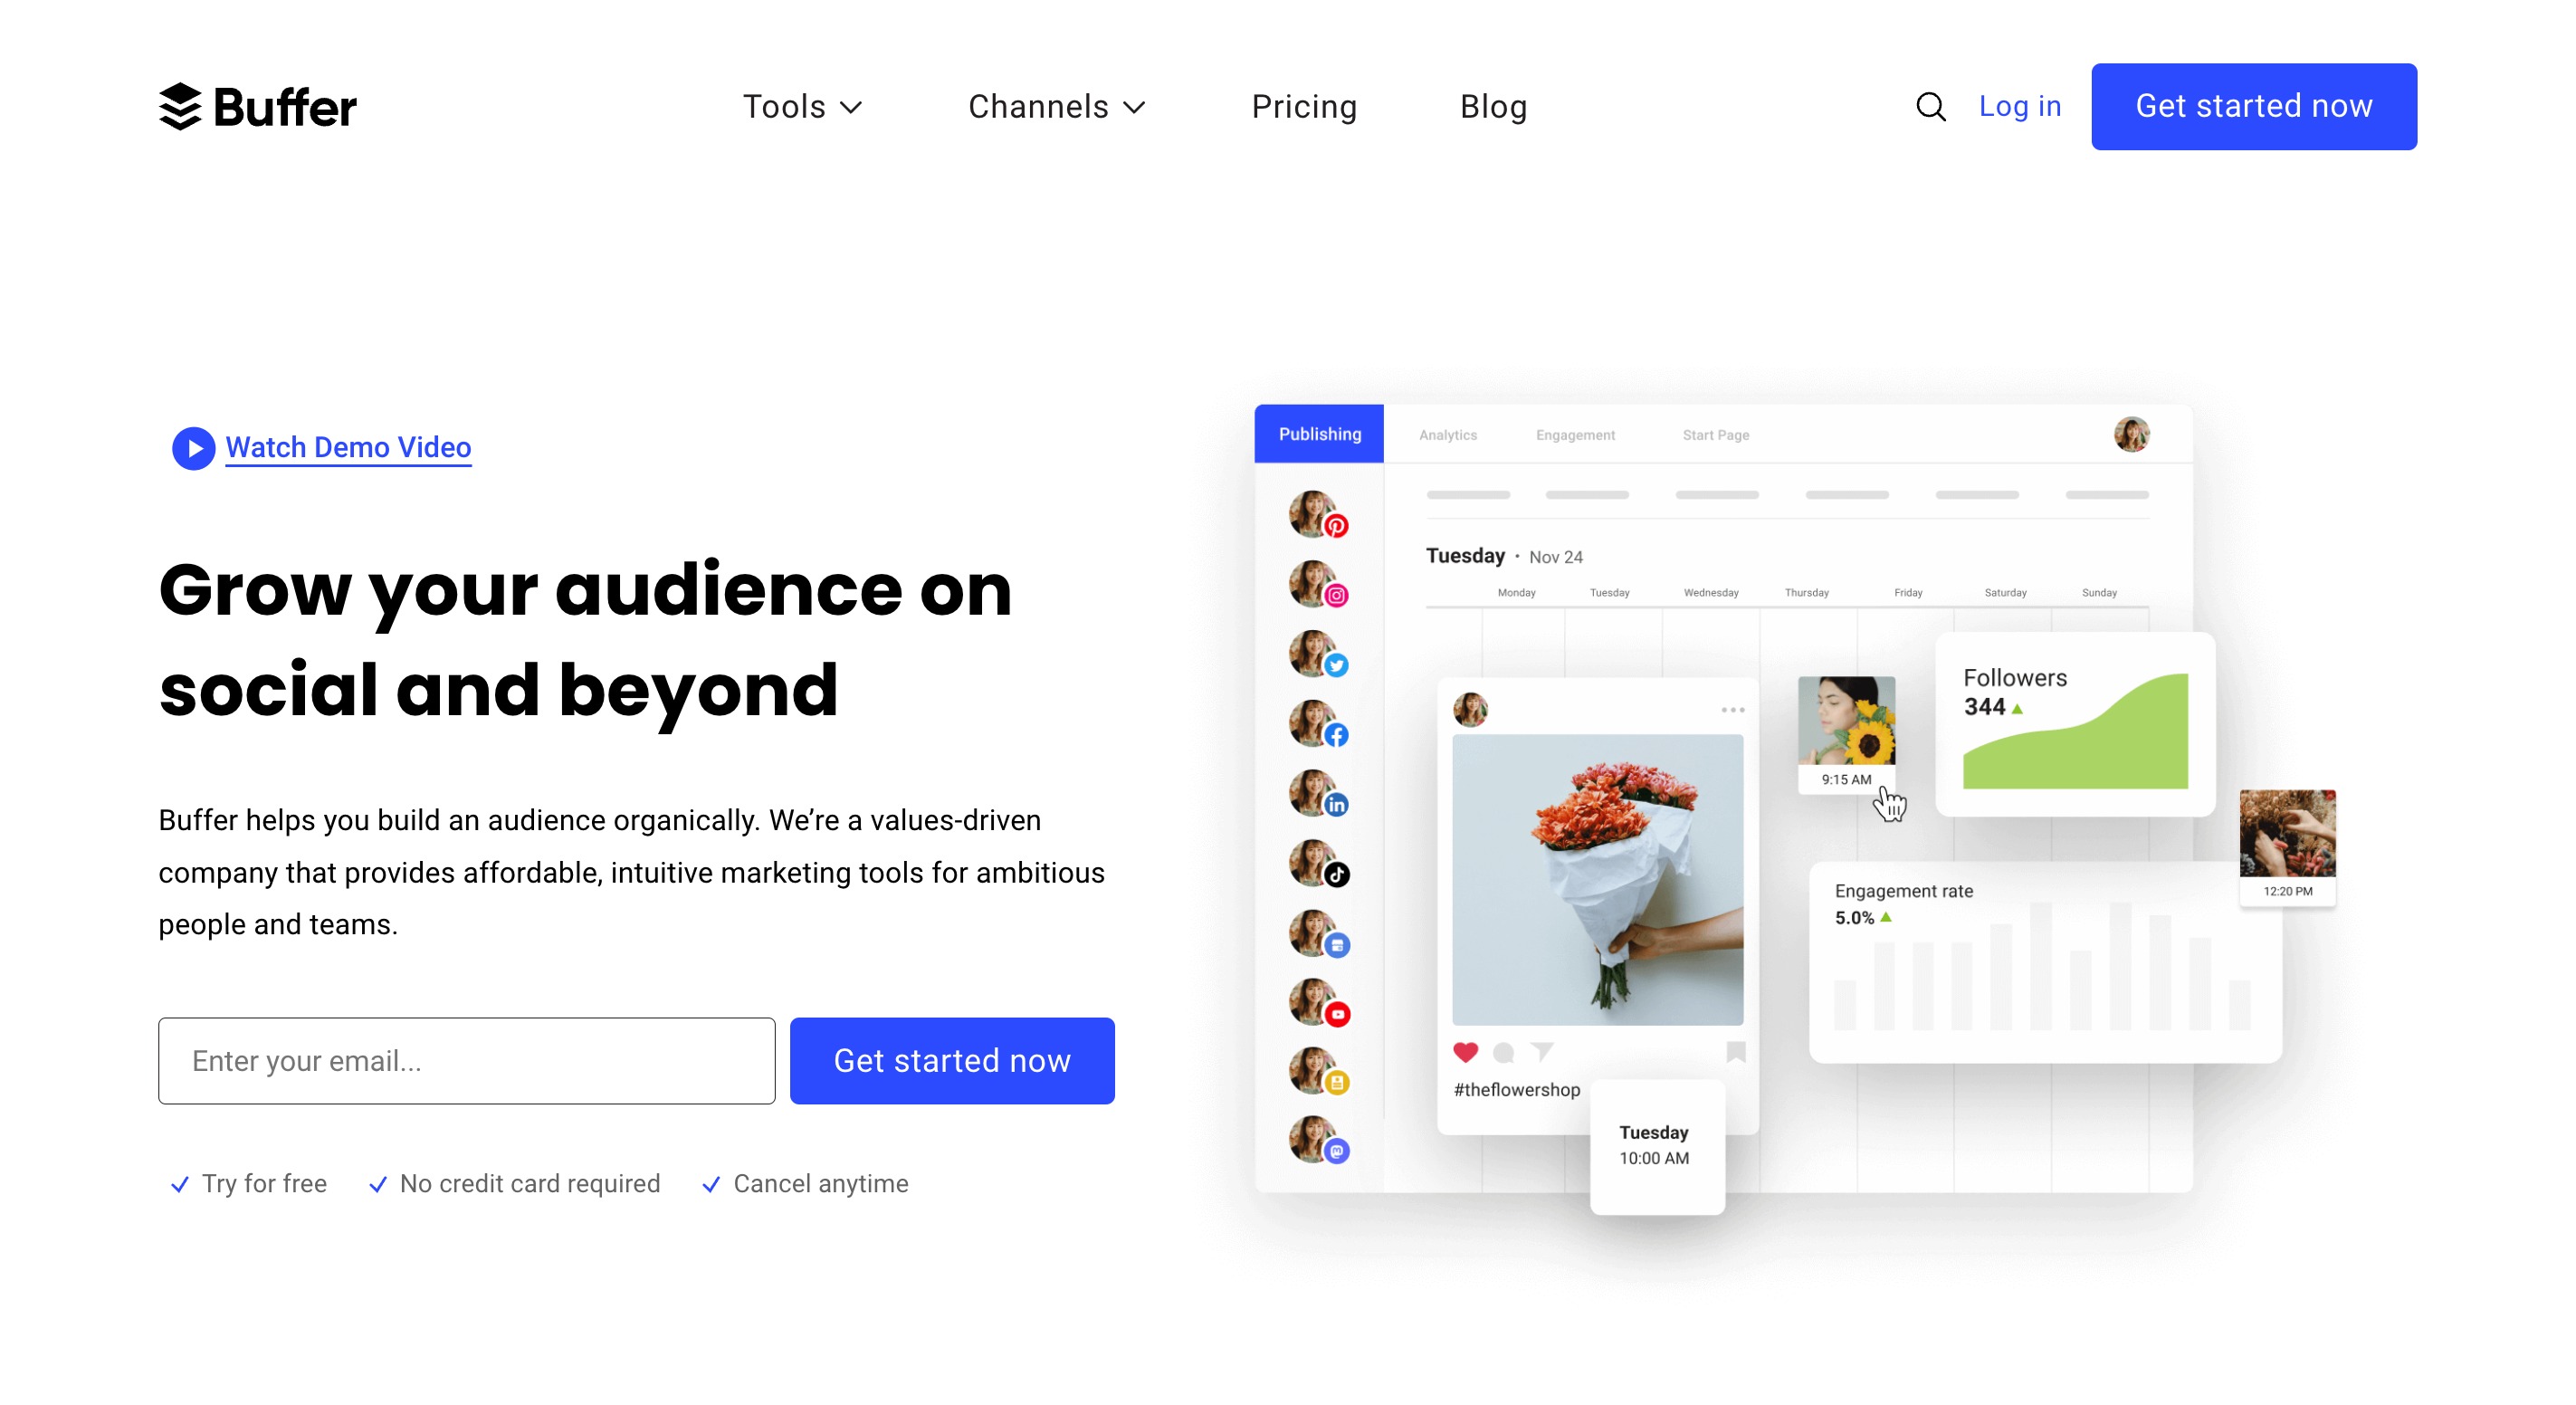 Buffer
Tools
Channels
Pricing
Blog
Log in
Get started now
Watch Demo Video
Grow your audience on
social and beyond
Buffer helps you build an audience organically. We’re a values-driven
company that provides affordable, intuitive marketing tools for ambitious
people and teams.
Enter your email...
Get started now
Try for free
No credit card required
Cancel anytime
Publishing
Analytics
Engagement
Start Page
Tuesday · Nov 24
Monday
Tuesday
Wednesday
Thursday
Friday
Saturday
Sunday
#theflowershop
Tuesday
10:00 AM
9:15 AM
Followers
344
12:20 PM
Engagement rate
5.0%